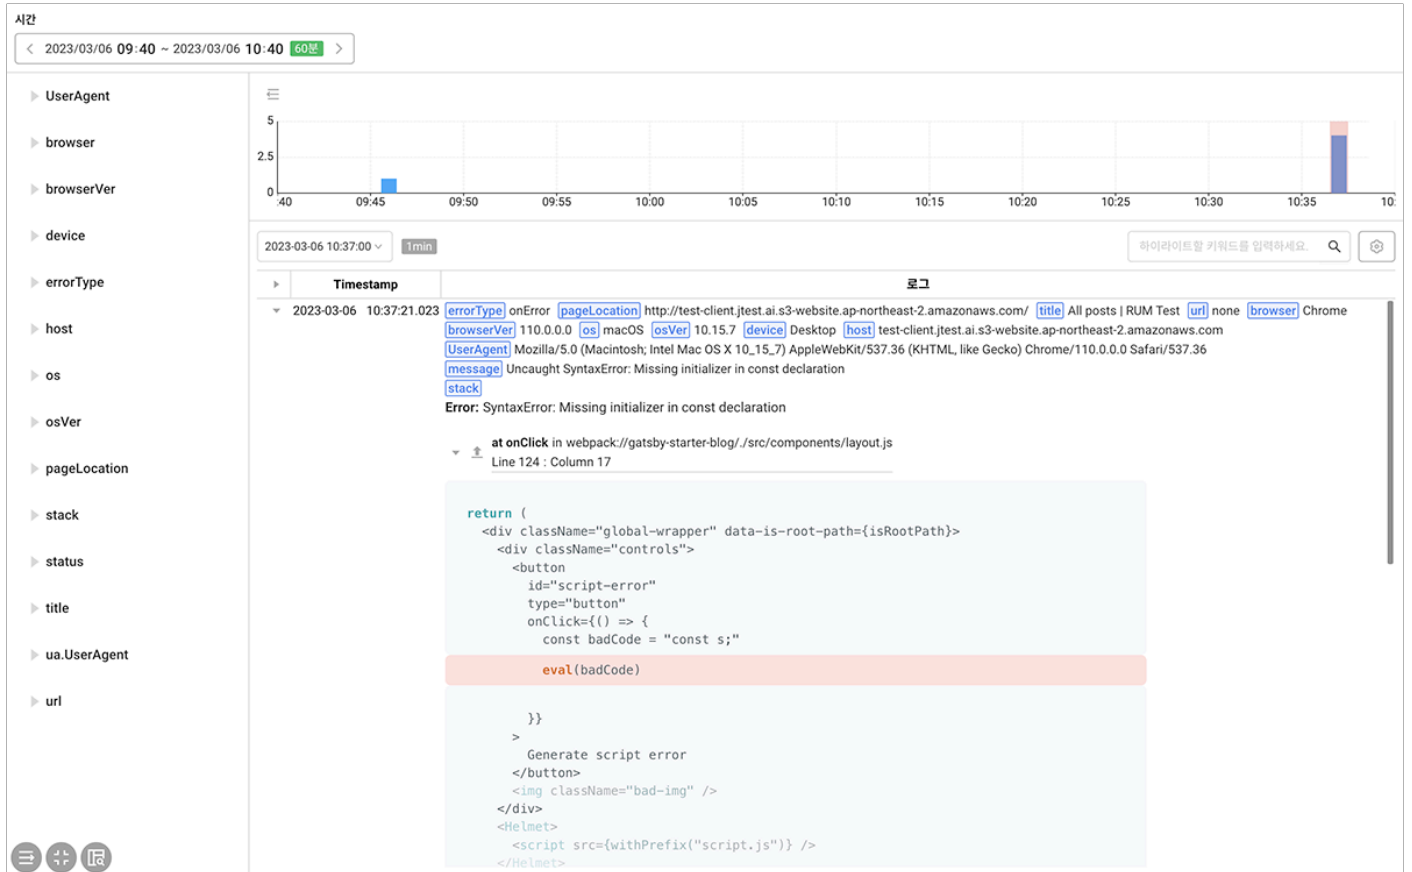 시간
2023/03/06 09:40 ~ 2023/03/06 10:40 60분
UserAgent
browser
browserVer
device
errorType
host
os
osVer
pageLocation
stack
status
title
ua.UserAgent
url
5
2.5
0
:40 09:45 09:50 09:55 10:00 10:05 10:10 10:15 10:20 10:25 10:30 10:35 10:
2023-03-06 10:37:00 1min 하이라이트할 키워드를 입력하세요.
Timestamp 로그
2023-03-06 10:37:21.023 errorType onError pageLocation http://test-client.jtest.ai.s3-website.ap-northeast-2.amazonaws.com/ title All posts | RUM Test url none browser Chrome
browserVer 110.0.0.0 os macOS osVer 10.15.7 device Desktop host test-client.jtest.ai.s3-website.ap-northeast-2.amazonaws.com
UserAgent Mozilla/5.0 (Macintosh; Intel Mac OS X 10_15_7) AppleWebKit/537.36 (KHTML, like Gecko) Chrome/110.0.0.0 Safari/537.36
message Uncaught SyntaxError: Missing initializer in const declaration
stack
Error: SyntaxError: Missing initializer in const declaration
at onClick in webpack://gatsby-starter-blog/./src/components/layout.js
Line 124 : Column 17
return (
<div className="global-wrapper" data-is-root-path={isRootPath}>
<div className="controls">
<button
id="script-error"
type="button"
onClick={() => {
const badCode = "const s;"
eval(badCode)
}}
>
Generate script error
</button>
<img className="bad-img" />
</div>
<Helmet>
<script src={withPrefix("script.js")} />
</Helmet>